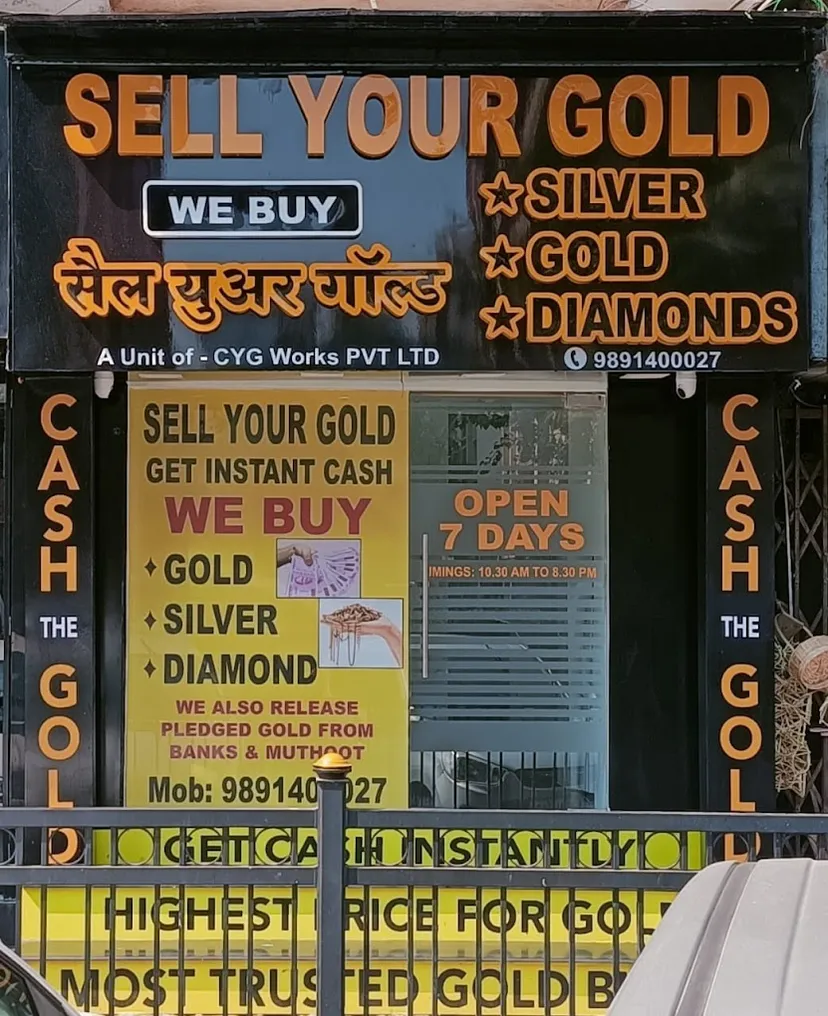 SELL YOUR GOLD
WE BUY
सैल युअर गॉल्ड
A Unit of - CYG Works PVT LTD
SILVER
GOLD
DIAMONDS
9891400027
CASH
THE
GOLD
SELL YOUR GOLD
GET INSTANT CASH
WE BUY
GOLD
SILVER
DIAMOND
WE ALSO RELEASE
PLEDGED GOLD FROM
BANKS & MUTHOOT
Mob: 9891400027
OPEN
7 DAYS
IMINGS: 10.30 AM TO 8.30 PM
CASH
THE
GOLD
GET CASH INSTANTLY
HIGHEST PRICE FOR GOL
MOST TRUSTED GOLD B